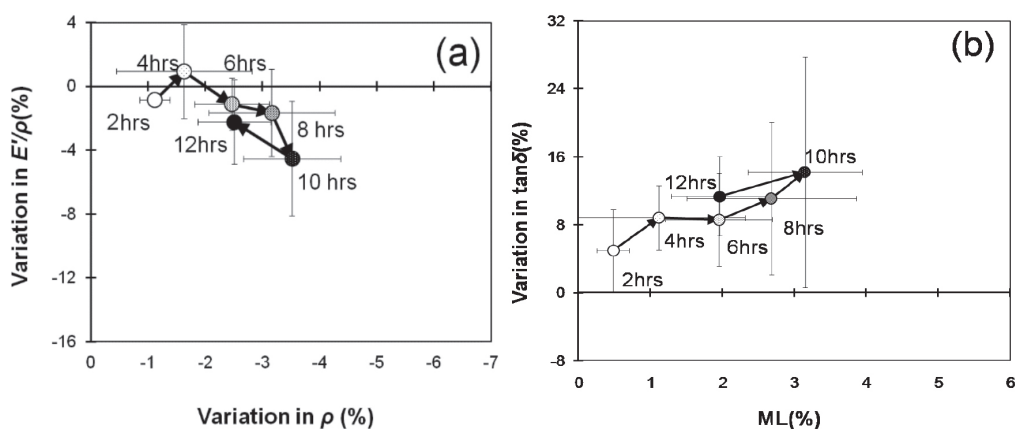 (a)
4
0
-4
-8
-12
-16
0
-1
-2
-3
-4
-5
-6
-7
Variation in E'/ρ(%)
Variation in ρ (%)
2hrs
4hrs
6hrs
8 hrs
10 hrs
12hrs
(b)
32
24
16
8
0
-8
0
1
2
3
4
5
6
Variation in tanδ(%)
ML(%)
2hrs
4hrs
6hrs
8hrs
10hrs
12hrs